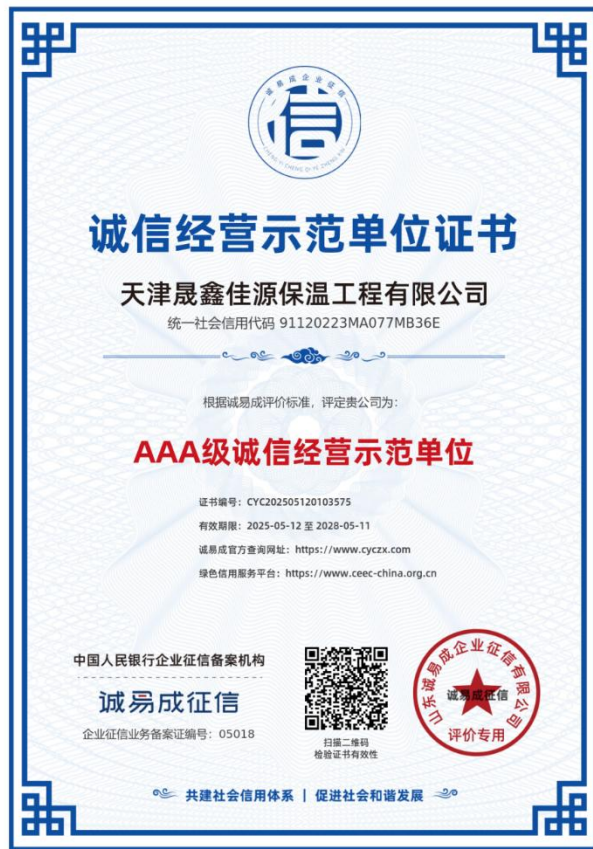 诚易成企业征信
信
CHENG YI CHENG QI YE ZHENG XIN
诚信经营示范单位证书
天津晟鑫佳源保温工程有限公司
统一社会信用代码 91120223MA077MB36E
根据诚易成评价标准，评定贵公司为：
AAA级诚信经营示范单位
证书编号：CYC202505120103575
有效期限：2025-05-12 至 2028-05-11
诚易成官方查询网址：https://www.cyczx.com
绿色信用服务平台：https://www.ceec-china.org.cn
中国人民银行企业征信备案机构
诚易成征信
企业征信业务备案证编号：05018
扫描二维码
检验证书有效性
山东诚易成企业征信有限公司
诚易成征信
评价专用
共建社会信用体系 | 促进社会和谐发展